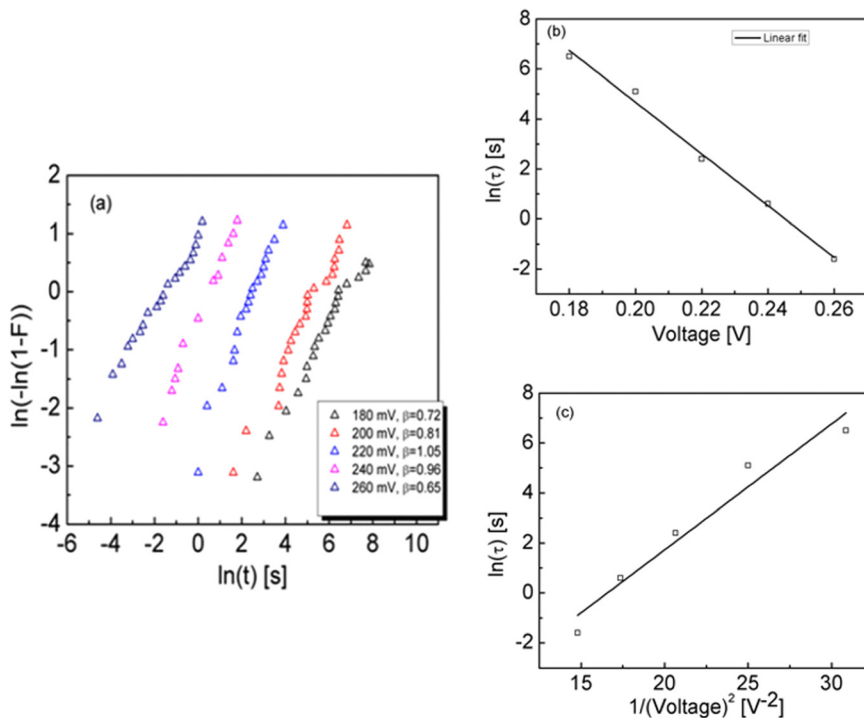 (a)
2
1
0
-1
-2
-3
-4
ln(-ln(1-F))
180 mV, β=0.72
200 mV, β=0.81
220 mV, β=1.05
240 mV, β=0.96
260 mV, β=0.65
-6 -4 -2 0 2 4 6 8 10
ln(t) [s]
(b)
Linear fit
8
6
4
2
0
-2
ln(τ) [s]
0.18 0.20 0.22 0.24 0.26
Voltage [V]
(c)
8
6
4
2
0
-2
ln(τ) [s]
15 20 25 30
1/(Voltage)² [V⁻²]